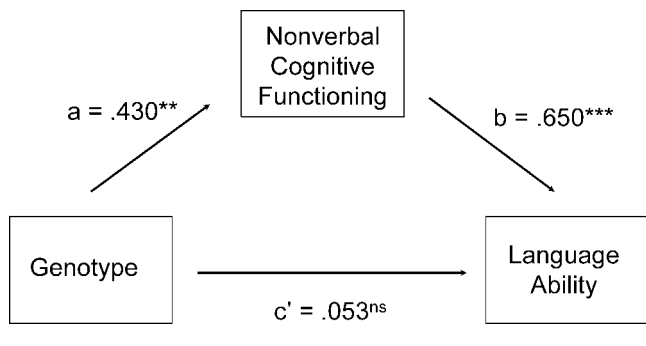 Nonverbal
Cognitive
Functioning
a = .430**
b = .650***
Genotype
Language
Ability
c' = .053ns